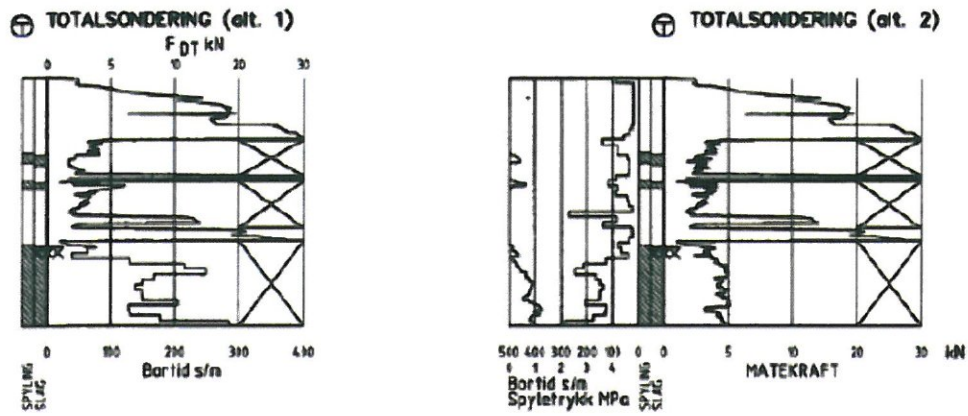 TOTALSONDERING (alt. 1)
F DT kN
0 5 10 20 30
0 100 200 300 400
Bortid s/m
SPYLING
SLAG
TOTALSONDERING (alt. 2)
500 400 300 200 100 0
0 1 2 3 4
Bortid s/m
Spyletrykk MPa
SPYLING
SLAG
0 5 10 20 30 kN
MATEKRAFT